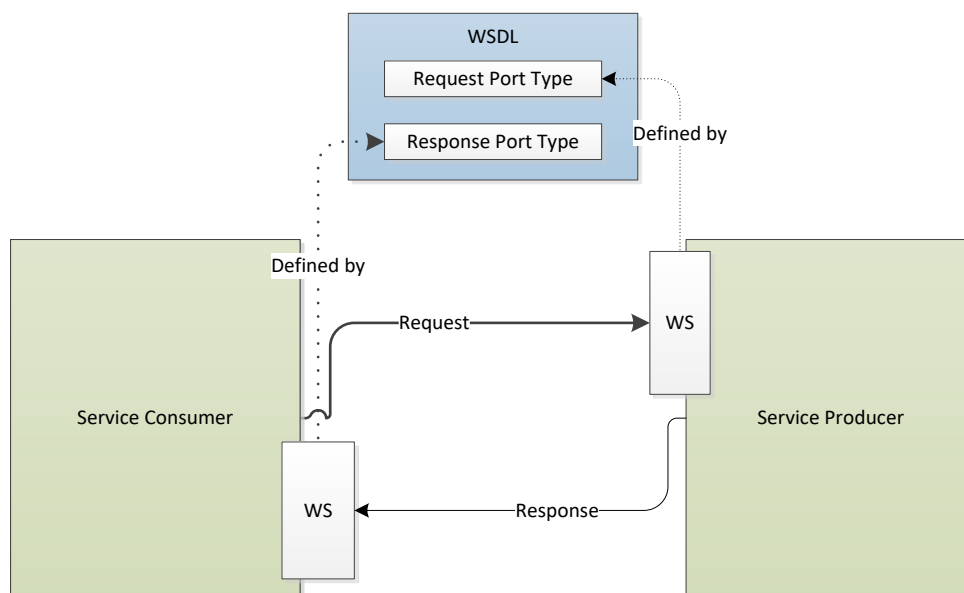 WSDL
Request Port Type
Response Port Type
Defined by
Defined by
Request
WS
Service Consumer
Service Producer
WS
Response